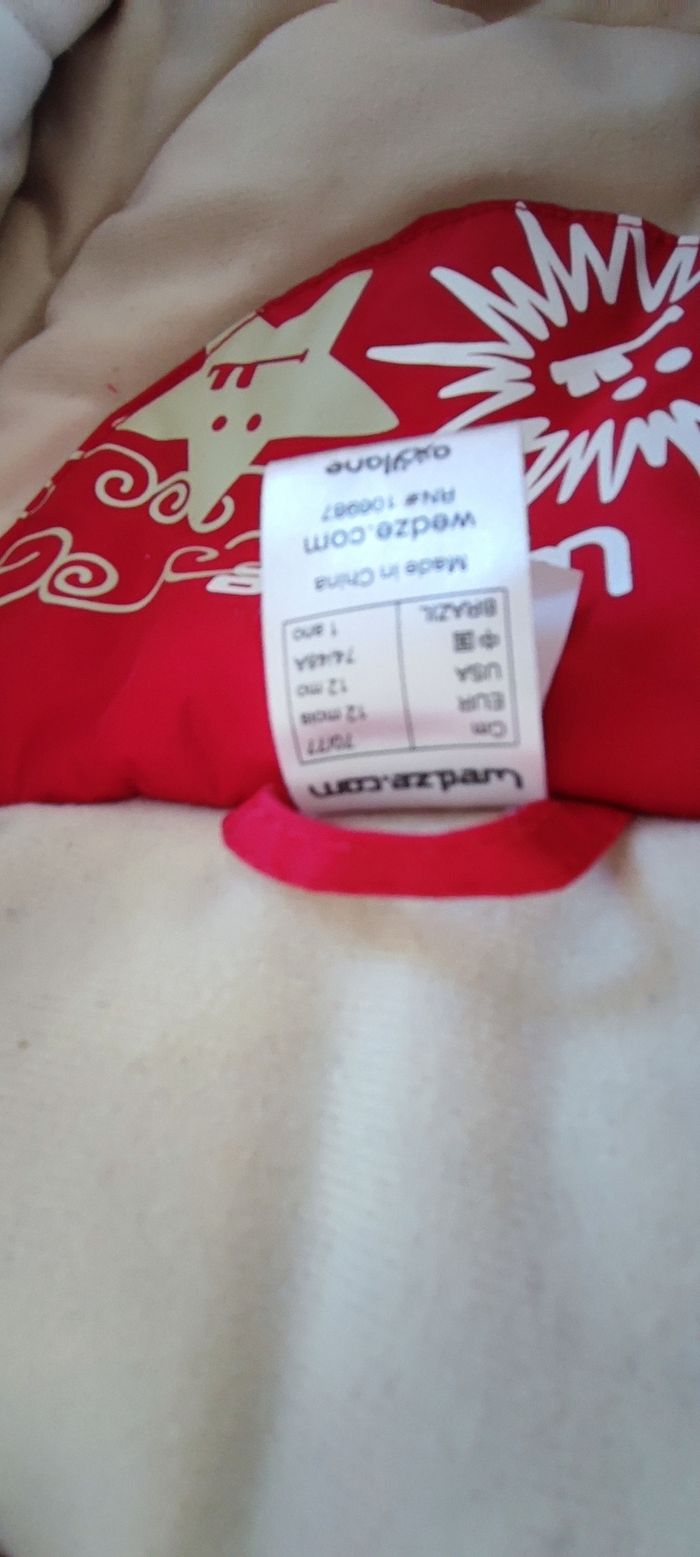 wedze.com
Cm 70/77
EUR 12 mois
USA 12 mo
中国 74/48A
BRAZIL 1 ano
Made in China
wedze.com
RN# 106987
oxylane